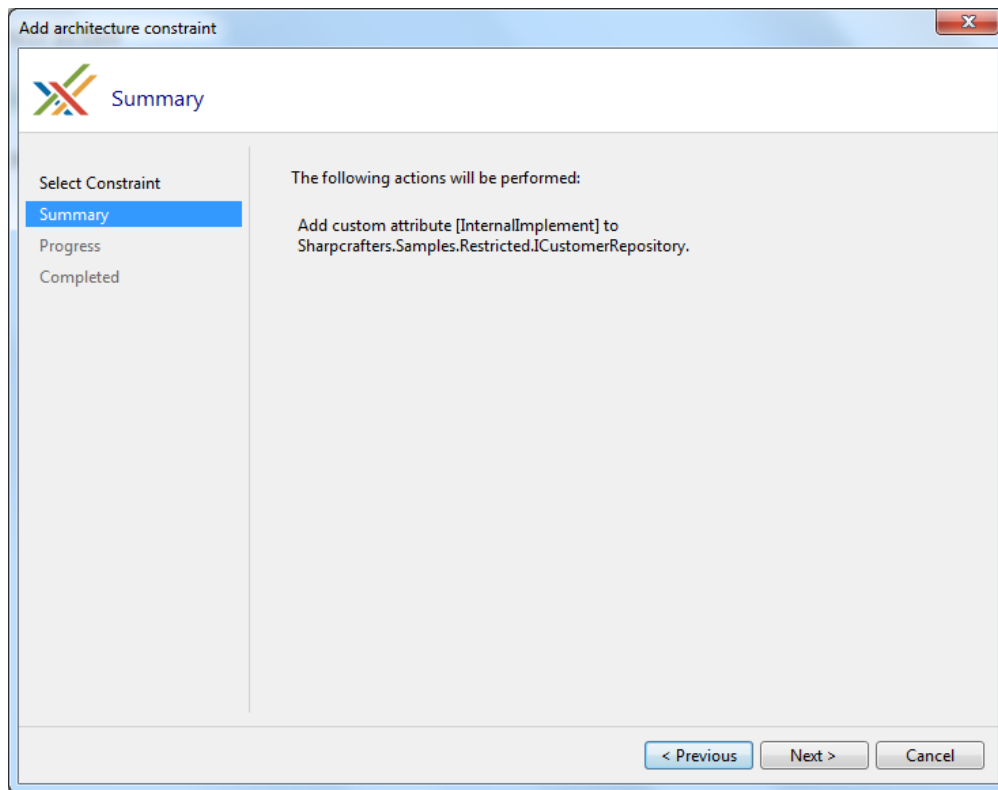 Add architecture constraint
Summary
Select Constraint
Summary
Progress
Completed
The following actions will be performed:
Add custom attribute [InternalImplement] to
Sharpcrafters.Samples.Restricted.ICustomerRepository.
< Previous
Next >
Cancel